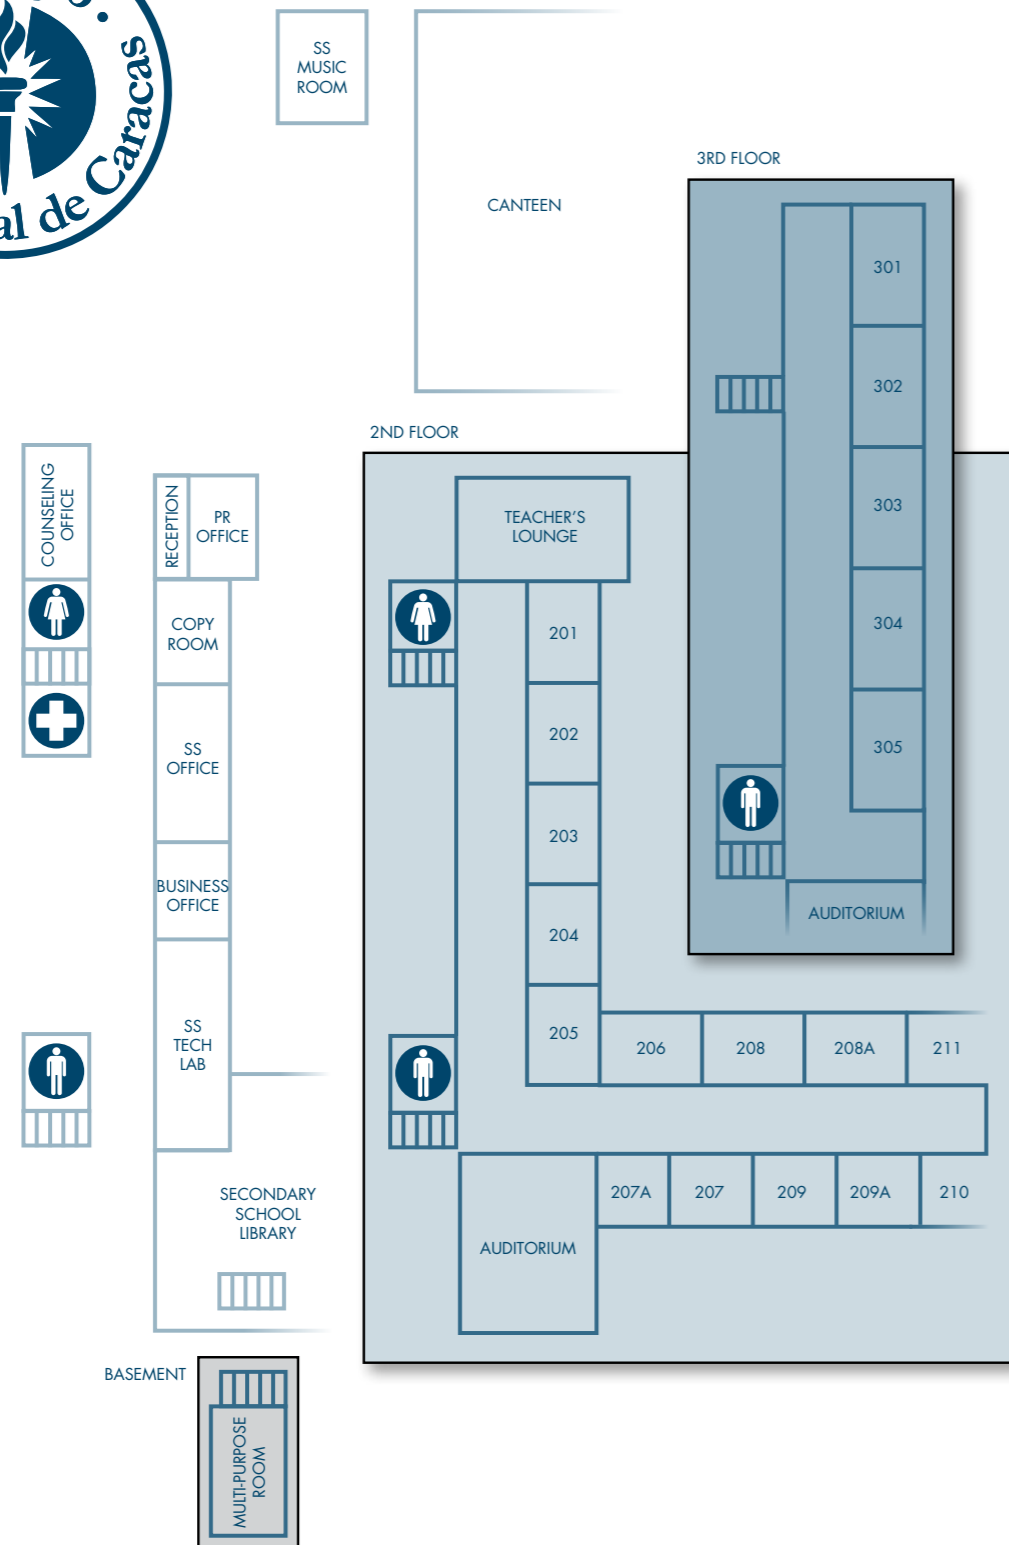 al de Caracas
SS
MUSIC
ROOM
CANTEEN
3RD FLOOR
301
302
303
304
305
AUDITORIUM
2ND FLOOR
TEACHER'S
LOUNGE
201
202
203
204
205
206
208
208A
211
207A
207
209
209A
210
AUDITORIUM
COUNSELING
OFFICE
RECEPTION
PR
OFFICE
COPY
ROOM
SS
OFFICE
BUSINESS
OFFICE
SS
TECH
LAB
SECONDARY
SCHOOL
LIBRARY
BASEMENT
MULTI-PURPOSE
ROOM